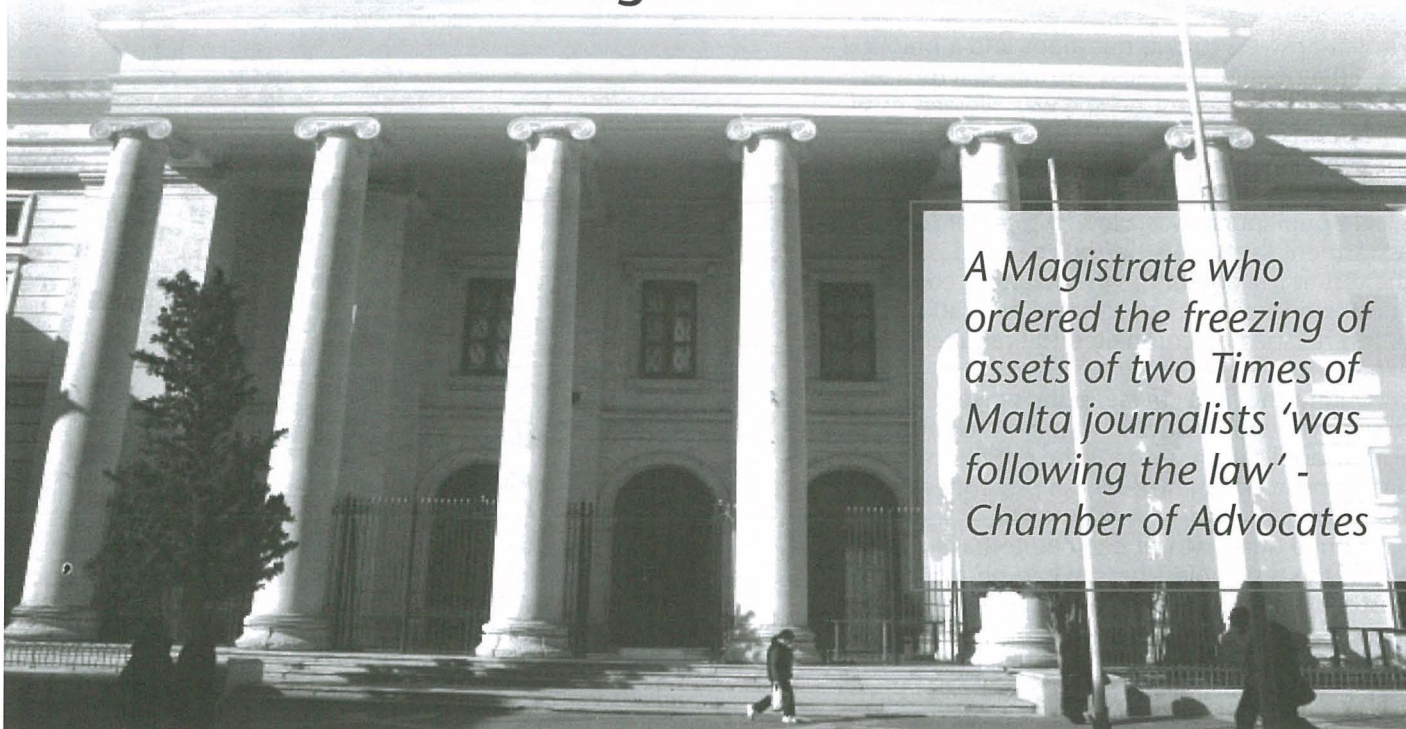 A Magistrate who
ordered the freezing of
assets of two Times of
Malta journalists ‘was
following the law’ -
Chamber of Advocates